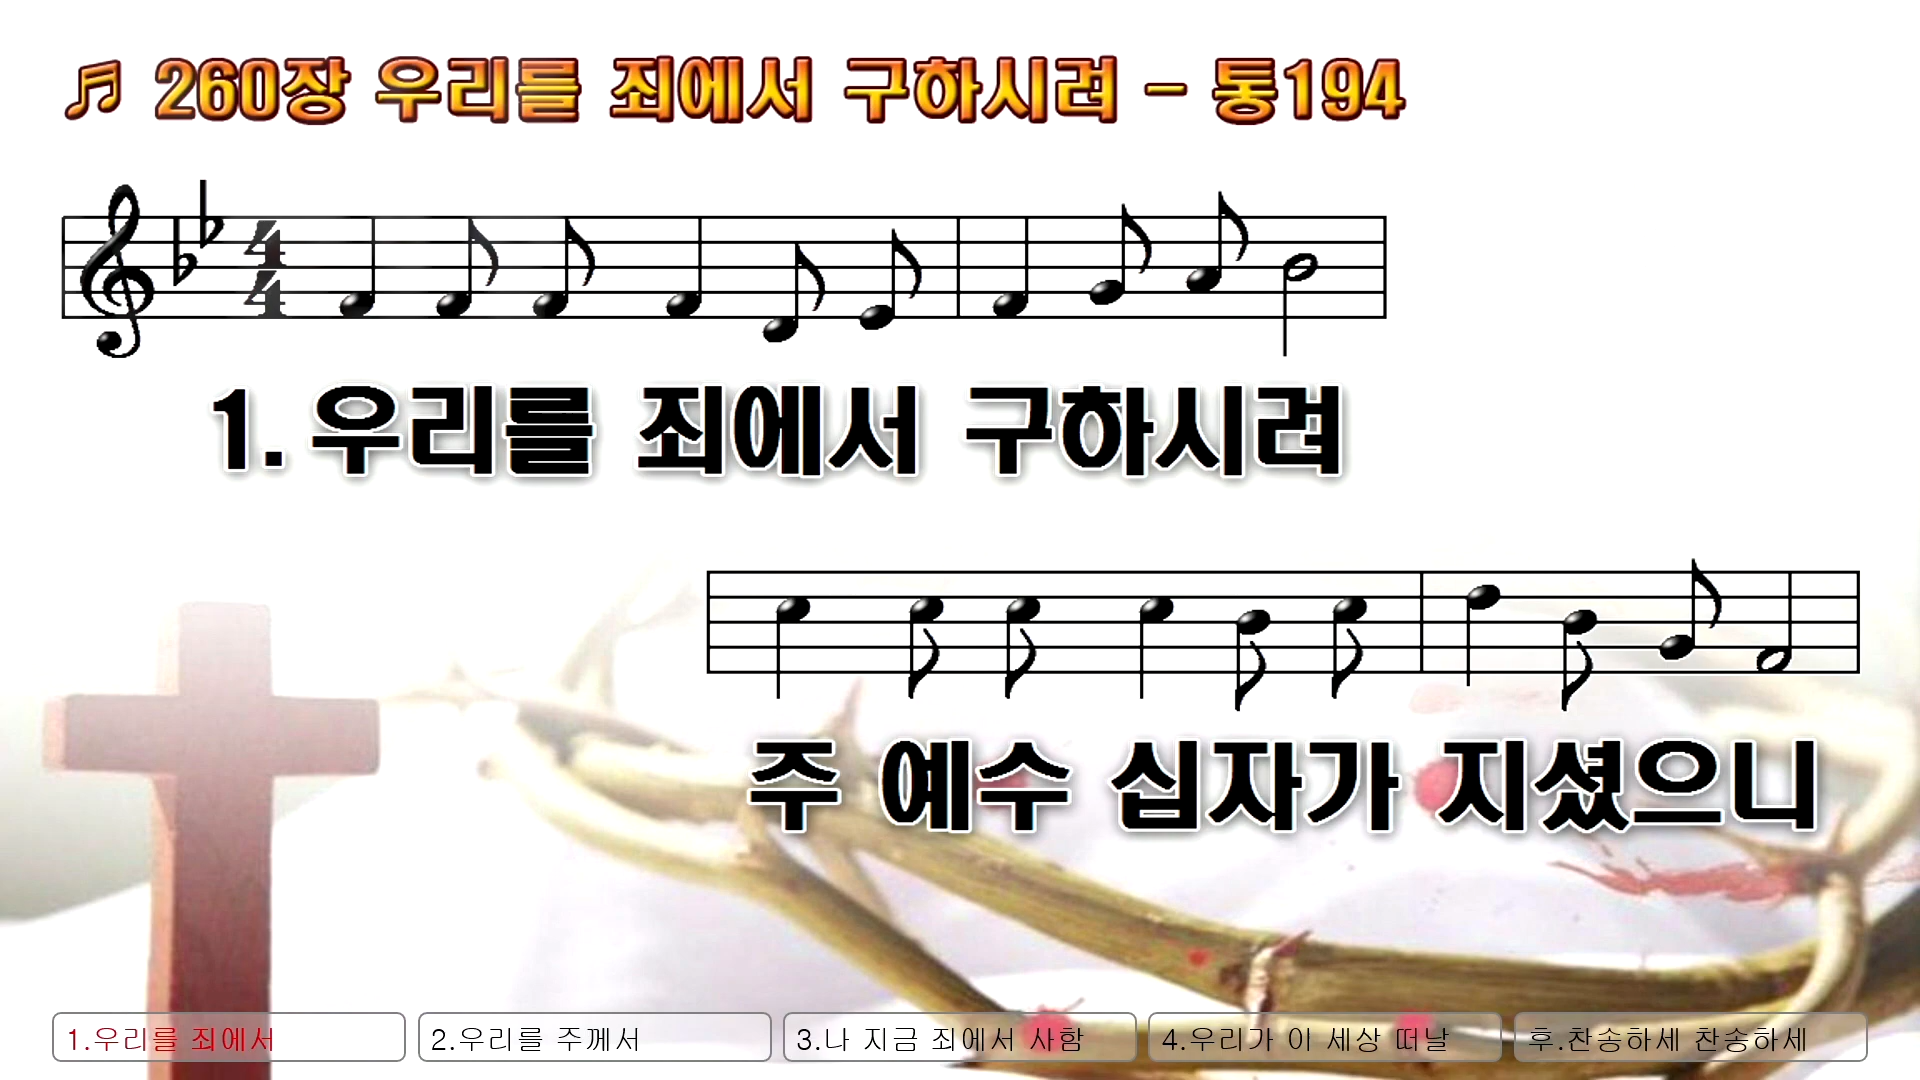 ♬ 260장 우리를 죄에서 구하시려 - 통194
1. 우리를 죄에서 구하시려
주 예수 십자가 지셨으니
1.우리를 죄에서
2.우리를 주께서
3.나 지금 죄에서 사함
4.우리가 이 세상 떠날
후.찬송하세 찬송하세